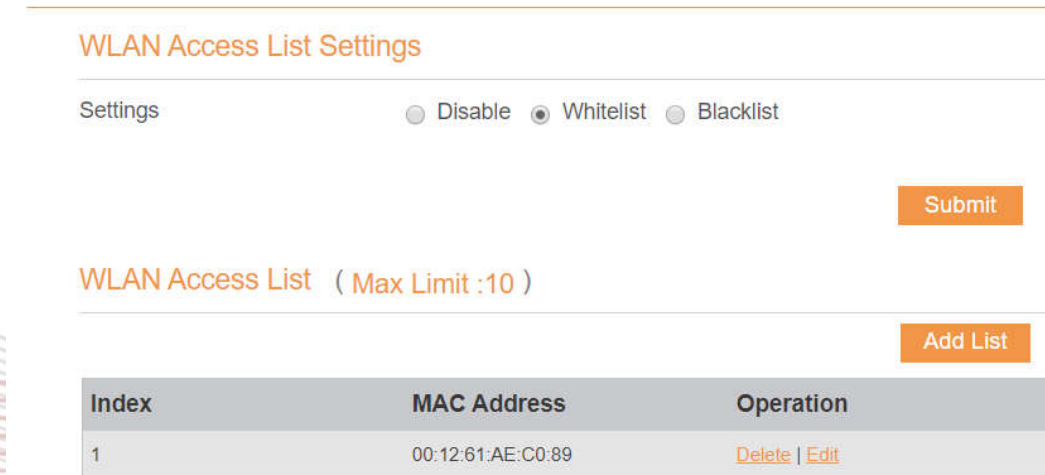 WLAN Access List Settings
Settings Disable Whitelist Blacklist
Submit
WLAN Access List ( Max Limit :10 )
Add List
Index MAC Address Operation
1 00:12:61:AE:C0:89 Delete | Edit